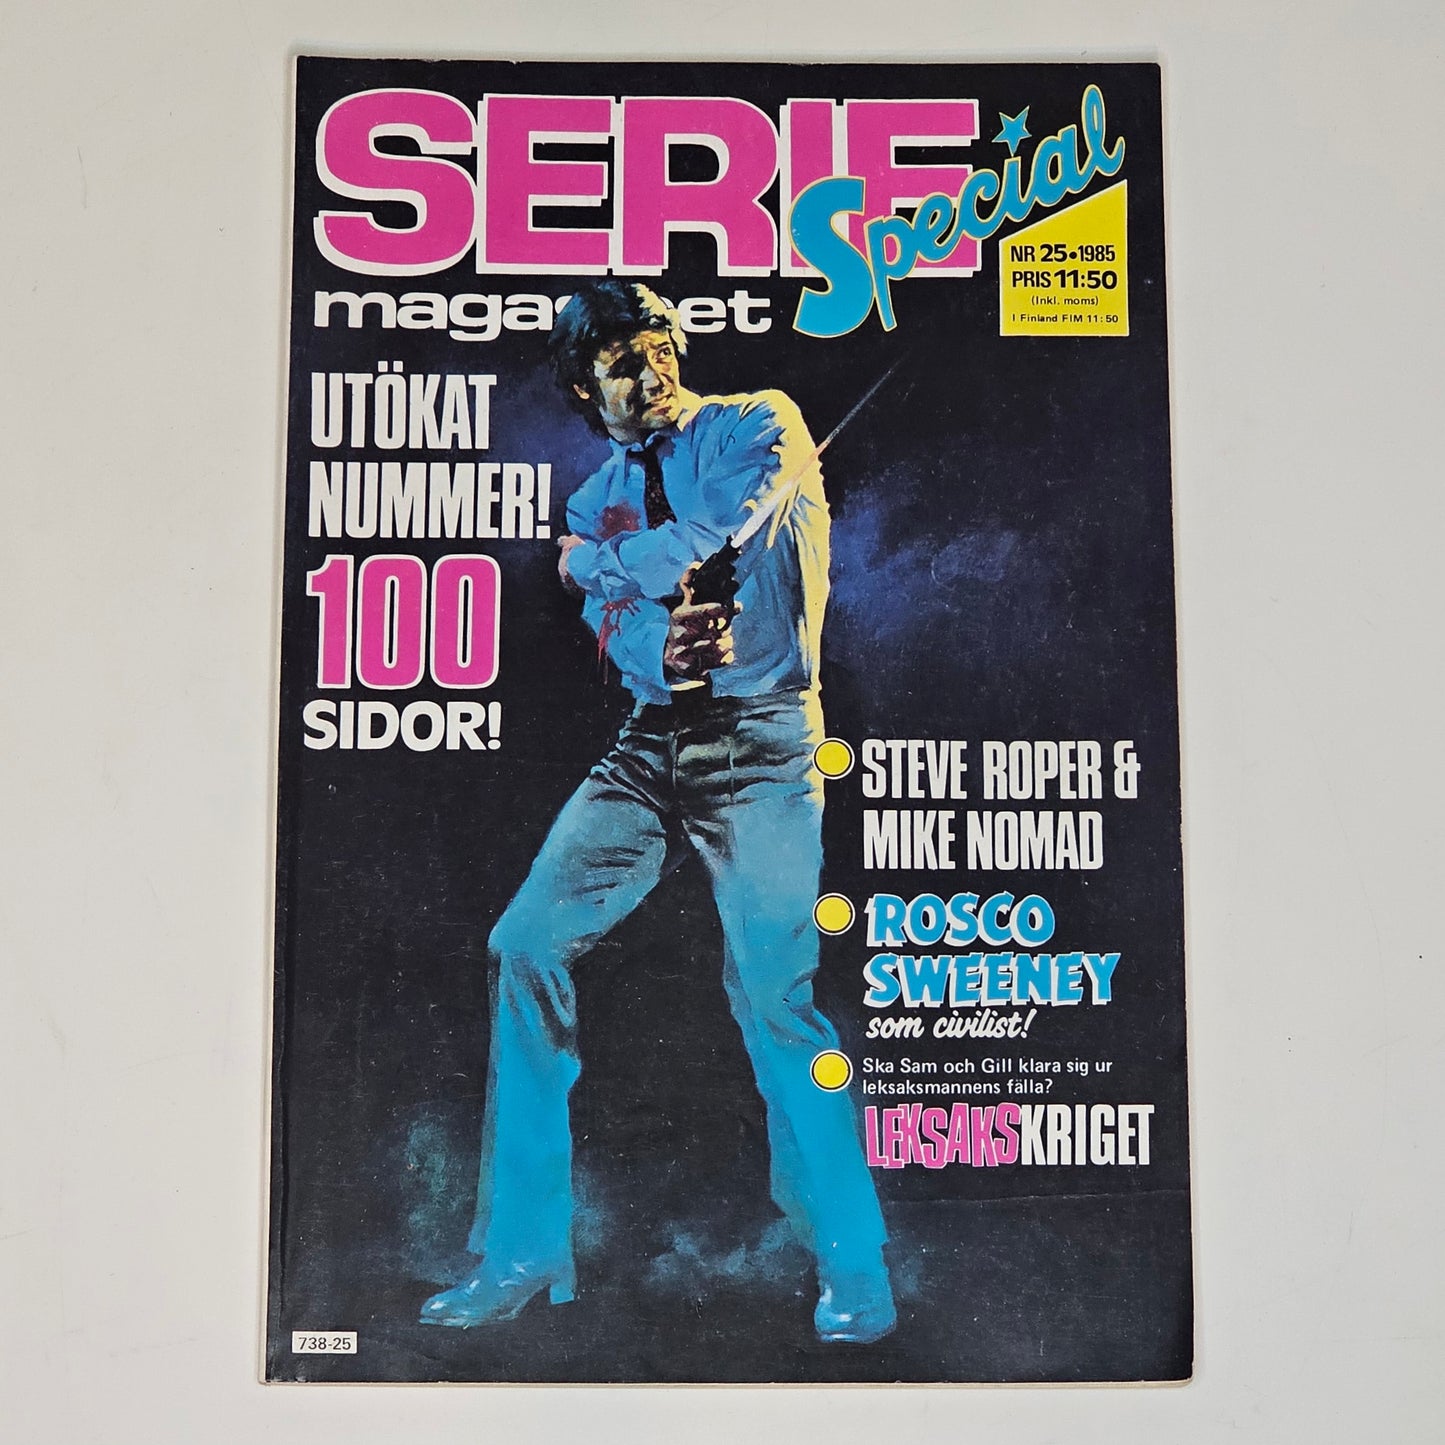 SERIE
Special
magasinet
NR 25•1985
PRIS 11:50
(Inkl. moms)
I Finland FIM 11:50
UTÖKAT
NUMMER!
100
SIDOR!
STEVE ROPER &
MIKE NOMAD
ROSCO
SWEENEY
som civilist!
Ska Sam och Gill klara sig ur
leksaksmannens fälla?
LEKSAKSKRIGET
738-25